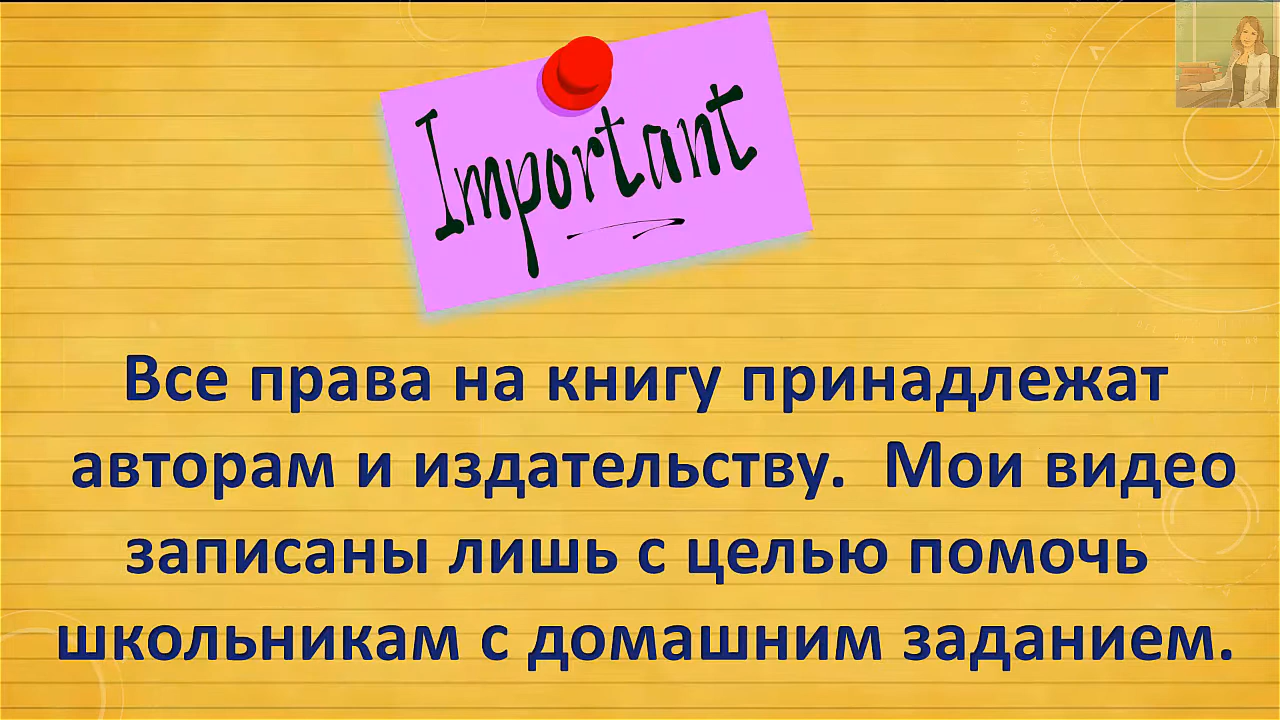 Important
Все права на книгу принадлежат
авторам и издательству. Мои видео
записаны лишь с целью помочь
школьникам с домашним заданием.